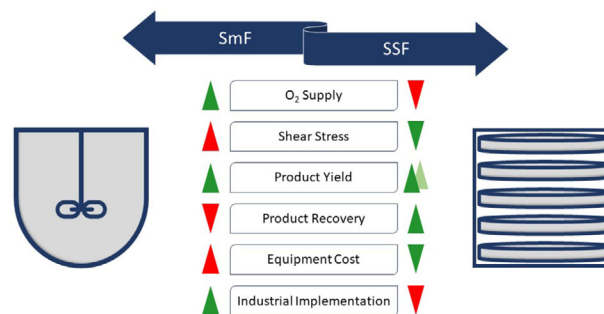 SmF
SSF
O₂ Supply
Shear Stress
Product Yield
Product Recovery
Equipment Cost
Industrial Implementation